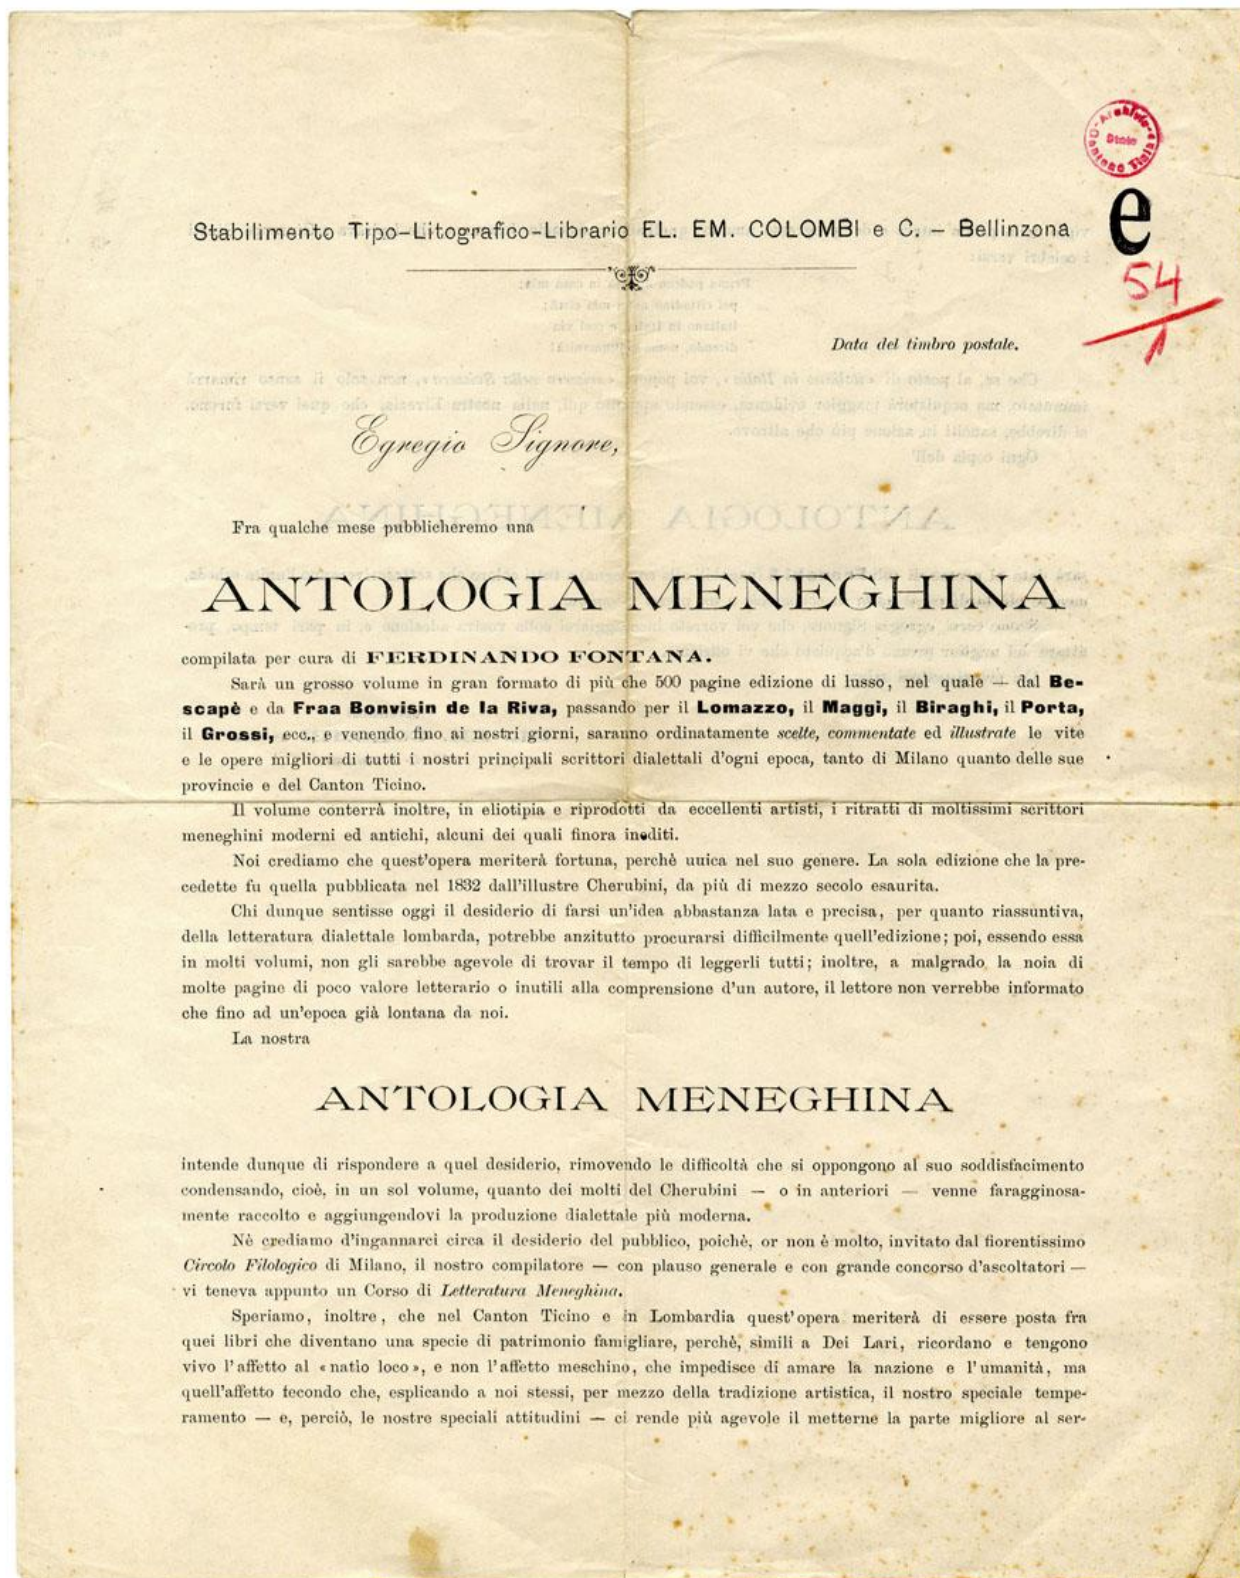 Archivio Stato
Cantone Ticino
Stabilimento Tipo-Litografico-Librario EL. EM. COLOMBI e C. – Bellinzona
e
54
1
Data del timbro postale.
Egregio Signore,
Fra qualche mese pubblicheremo una
ANTOLOGIA MENEGHINA
compilata per cura di FERDINANDO FONTANA.
Sarà un grosso volume in gran formato di più che 500 pagine edizione di lusso, nel quale — dal Be-
scapè e da Fraa Bonvisin de la Riva, passando per il Lomazzo, il Maggi, il Biraghi, il Porta,
il Grossi, ecc., e venendo fino ai nostri giorni, saranno ordinatamente scelte, commentate ed illustrate le vite
e le opere migliori di tutti i nostri principali scrittori dialettali d'ogni epoca, tanto di Milano quanto delle sue
provincie e del Canton Ticino.
Il volume conterrà inoltre, in eliotipia e riprodotti da eccellenti artisti, i ritratti di moltissimi scrittori
meneghini moderni ed antichi, alcuni dei quali finora inediti.
Noi crediamo che quest'opera meriterà fortuna, perchè uuica nel suo genere. La sola edizione che la pre-
cedette fu quella pubblicata nel 1832 dall'illustre Cherubini, da più di mezzo secolo esaurita.
Chi dunque sentisse oggi il desiderio di farsi un'idea abbastanza lata e precisa, per quanto riassuntiva,
della letteratura dialettale lombarda, potrebbe anzitutto procurarsi difficilmente quell'edizione; poi, essendo essa
in molti volumi, non gli sarebbe agevole di trovar il tempo di leggerli tutti; inoltre, a malgrado la noia di
molte pagine di poco valore letterario o inutili alla comprensione d'un autore, il lettore non verrebbe informato
che fino ad un'epoca già lontana da noi.
La nostra
ANTOLOGIA MENEGHINA
intende dunque di rispondere a quel desiderio, rimovendo le difficoltà che si oppongono al suo soddisfacimento
condensando, cioè, in un sol volume, quanto dei molti del Cherubini — o in anteriori — venne faragginosa-
mente raccolto e aggiungendovi la produzione dialettale più moderna.
Nè crediamo d'ingannarci circa il desiderio del pubblico, poichè, or non è molto, invitato dal fiorentissimo
Circolo Filologico di Milano, il nostro compilatore — con plauso generale e con grande concorso d'ascoltatori —
vi teneva appunto un Corso di Letteratura Meneghina.
Speriamo, inoltre, che nel Canton Ticino e in Lombardia quest'opera meriterà di essere posta fra
quei libri che diventano una specie di patrimonio famigliare, perchè, simili a Dei Lari, ricordano e tengono
vivo l'affetto al «natìo loco», e non l'affetto meschino, che impedisce di amare la nazione e l'umanità, ma
quell'affetto fecondo che, esplicando a noi stessi, per mezzo della tradizione artistica, il nostro speciale tempe-
ramento — e, perciò, le nostre speciali attitudini — ci rende più agevole il metterne la parte migliore al ser-